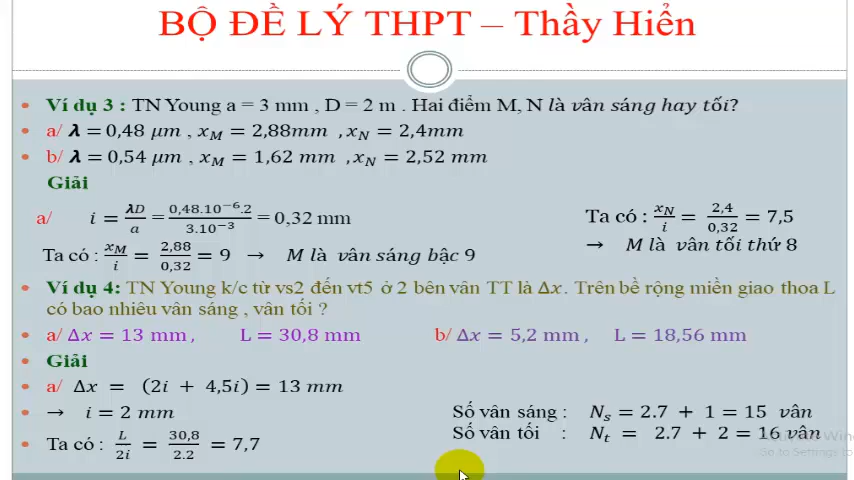 BỘ ĐỀ LÝ THPT – Thầy Hiển
Ví dụ 3 : TN Young a = 3 mm , D = 2 m . Hai điểm M, N là vân sáng hay tối?
a/ λ = 0,48 μm , x_M = 2,88mm , x_N = 2,4mm
b/ λ = 0,54 μm , x_M = 1,62 mm , x_N = 2,52 mm
Giải
a/ i = λD/a = 0,48.10⁻⁶.2/3.10⁻³ = 0,32 mm
Ta có : x_M/i = 2,88/0,32 = 9 → M là vân sáng bậc 9
Ta có : x_N/i = 2,4/0,32 = 7,5
→ M là vân tối thứ 8
Ví dụ 4: TN Young k/c từ vs2 đến vt5 ở 2 bên vân TT là Δx. Trên bề rộng miền giao thoa L
có bao nhiêu vân sáng , vân tối ?
a/ Δx = 13 mm , L = 30,8 mm
b/ Δx = 5,2 mm , L = 18,56 mm
Giải
a/ Δx = (2i + 4,5i) = 13 mm
→ i = 2 mm
Ta có : L/2i = 30,8/2.2 = 7,7
Số vân sáng : N_s = 2.7 + 1 = 15 vân
Số vân tối : N_t = 2.7 + 2 = 16 vân
Go to Settings to